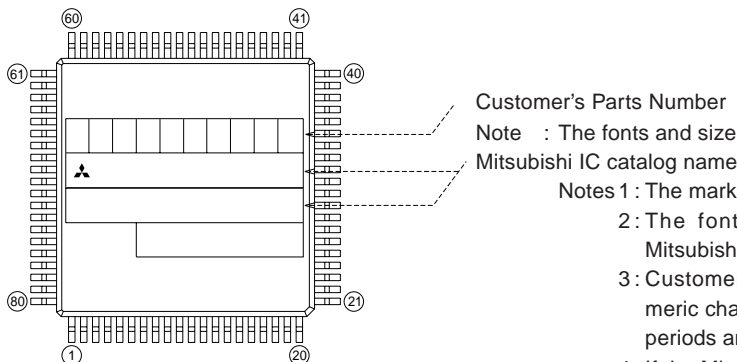 60 41
61 40
Customer's Parts Number
Note : The fonts and size
Mitsubishi IC catalog name
Notes 1 : The mark
2 : The font
Mitsubish
3 : Custome
meric cha
periods a
80 21
1 20